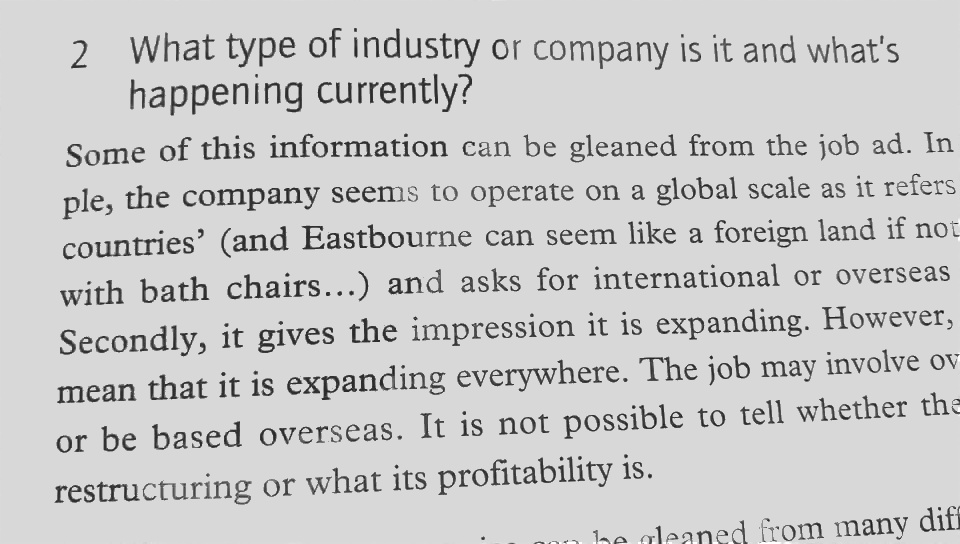 2 What type of industry or company is it and what's
happening currently?
Some of this information can be gleaned from the job ad. In
ple, the company seems to operate on a global scale as it refers
countries’ (and Eastbourne can seem like a foreign land if not
with bath chairs...) and asks for international or overseas
Secondly, it gives the impression it is expanding. However,
mean that it is expanding everywhere. The job may involve ov
or be based overseas. It is not possible to tell whether the
restructuring or what its profitability is.
be gleaned from many diff